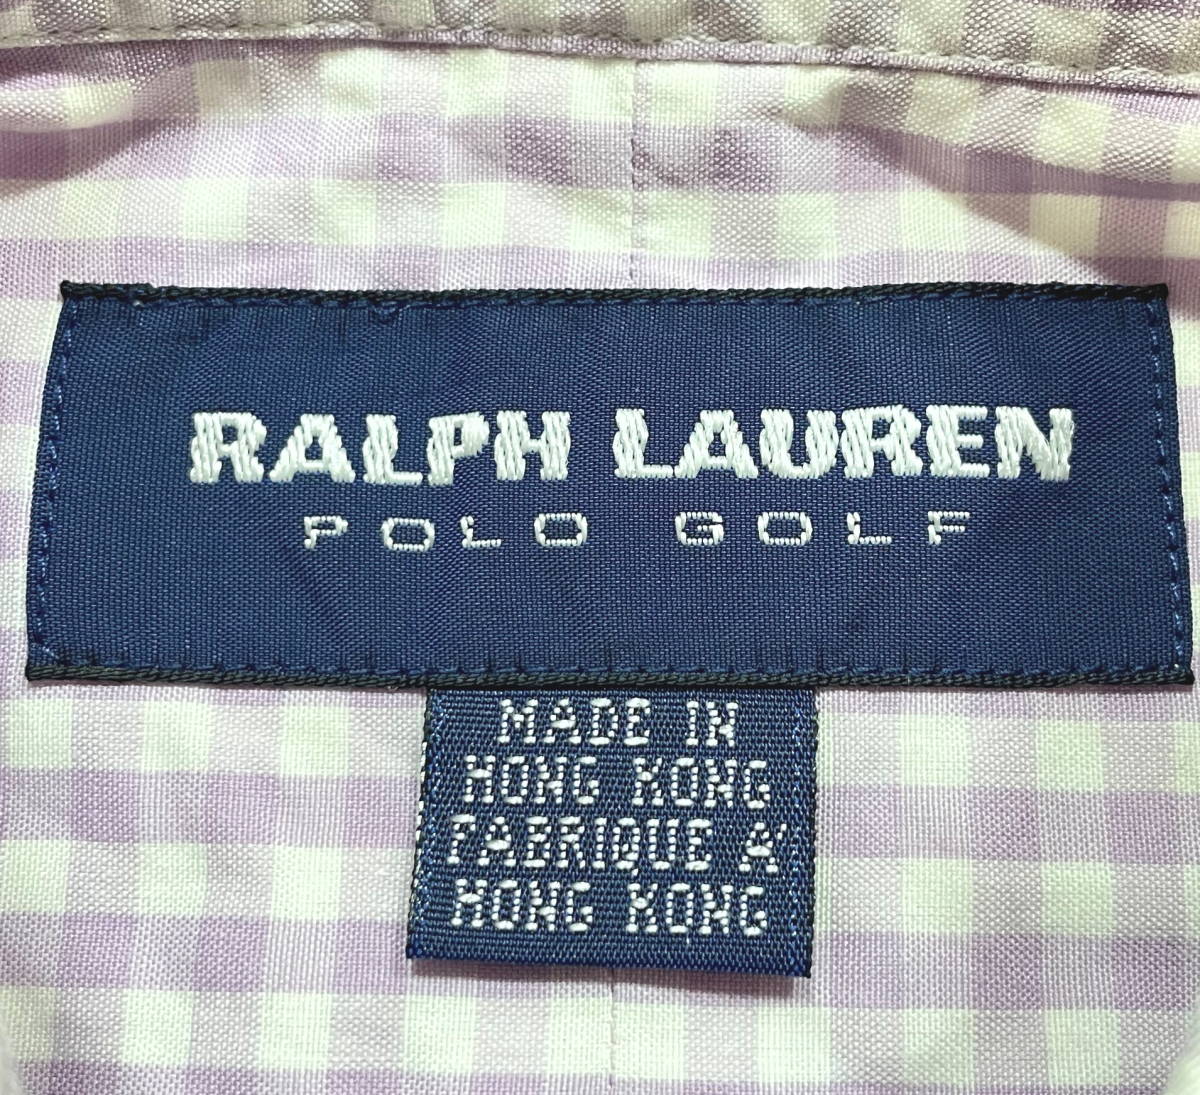 RALPH LAUREN
POLO GOLF
MADE IN
HONG KONG
FABRIQUE A'
HONG KONG